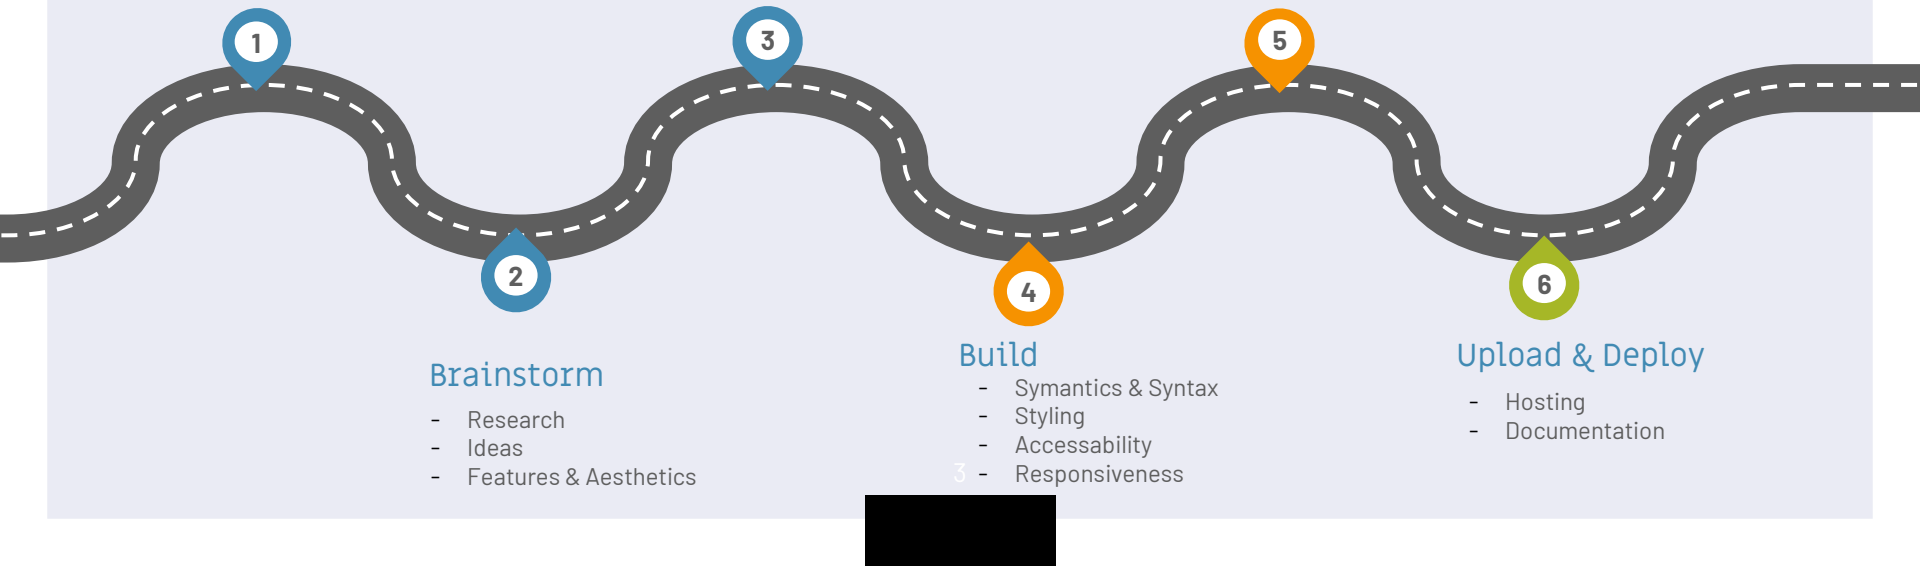 1
3
5
2
4
6
Brainstorm
- Research
- Ideas
- Features & Aesthetics
Build
- Symantics & Syntax
- Styling
- Accessability
- Responsiveness
3
Upload & Deploy
- Hosting
- Documentation